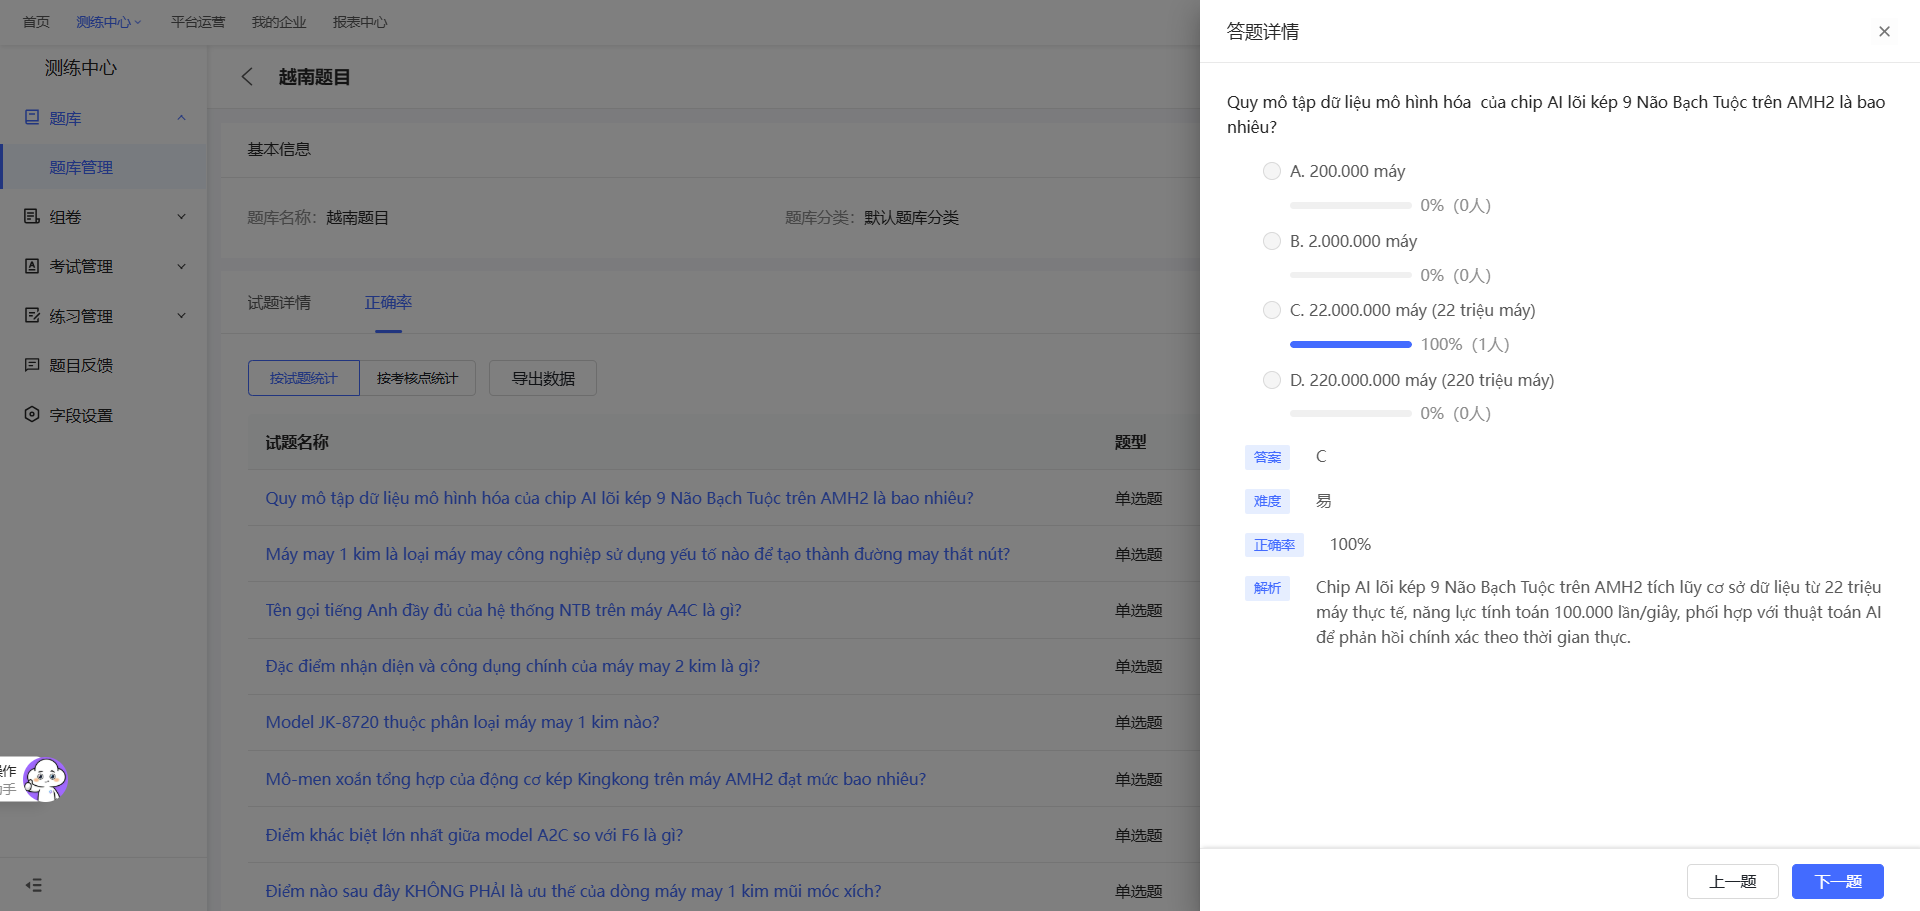 首页 测练中心 平台运营 我的企业 报表中心
测练中心
题库
题库管理
组卷
考试管理
练习管理
题目反馈
字段设置
作
手
越南题目
基本信息
题库名称: 越南题目 题库分类: 默认题库分类
试题详情 正确率
按试题统计 按考核点统计 导出数据
试题名称 题型
Quy mô tập dữ liệu mô hình hóa của chip AI lõi kép 9 Não Bạch Tuộc trên AMH2 là bao nhiêu? 单选题
Máy may 1 kim là loại máy may công nghiệp sử dụng yếu tố nào để tạo thành đường may thắt nút? 单选题
Tên gọi tiếng Anh đầy đủ của hệ thống NTB trên máy A4C là gì? 单选题
Đặc điểm nhận diện và công dụng chính của máy may 2 kim là gì? 单选题
Model JK-8720 thuộc phân loại máy may 1 kim nào? 单选题
Mô-men xoắn tổng hợp của động cơ kép Kingkong trên máy AMH2 đạt mức bao nhiêu? 单选题
Điểm khác biệt lớn nhất giữa model A2C so với F6 là gì? 单选题
Điểm nào sau đây KHÔNG PHẢI là ưu thế của dòng máy may 1 kim mũi móc xích? 单选题
答题详情
Quy mô tập dữ liệu mô hình hóa  của chip AI lõi kép 9 Não Bạch Tuộc trên AMH2 là bao
nhiêu?
A. 200.000 máy
0% (0人)
B. 2.000.000 máy
0% (0人)
C. 22.000.000 máy (22 triệu máy)
100% (1人)
D. 220.000.000 máy (220 triệu máy)
0% (0人)
答案 C
难度 易
正确率 100%
解析 Chip AI lõi kép 9 Não Bạch Tuộc trên AMH2 tích lũy cơ sở dữ liệu từ 22 triệu
máy thực tế, năng lực tính toán 100.000 lần/giây, phối hợp với thuật toán AI
để phản hồi chính xác theo thời gian thực.
上一题 下一题